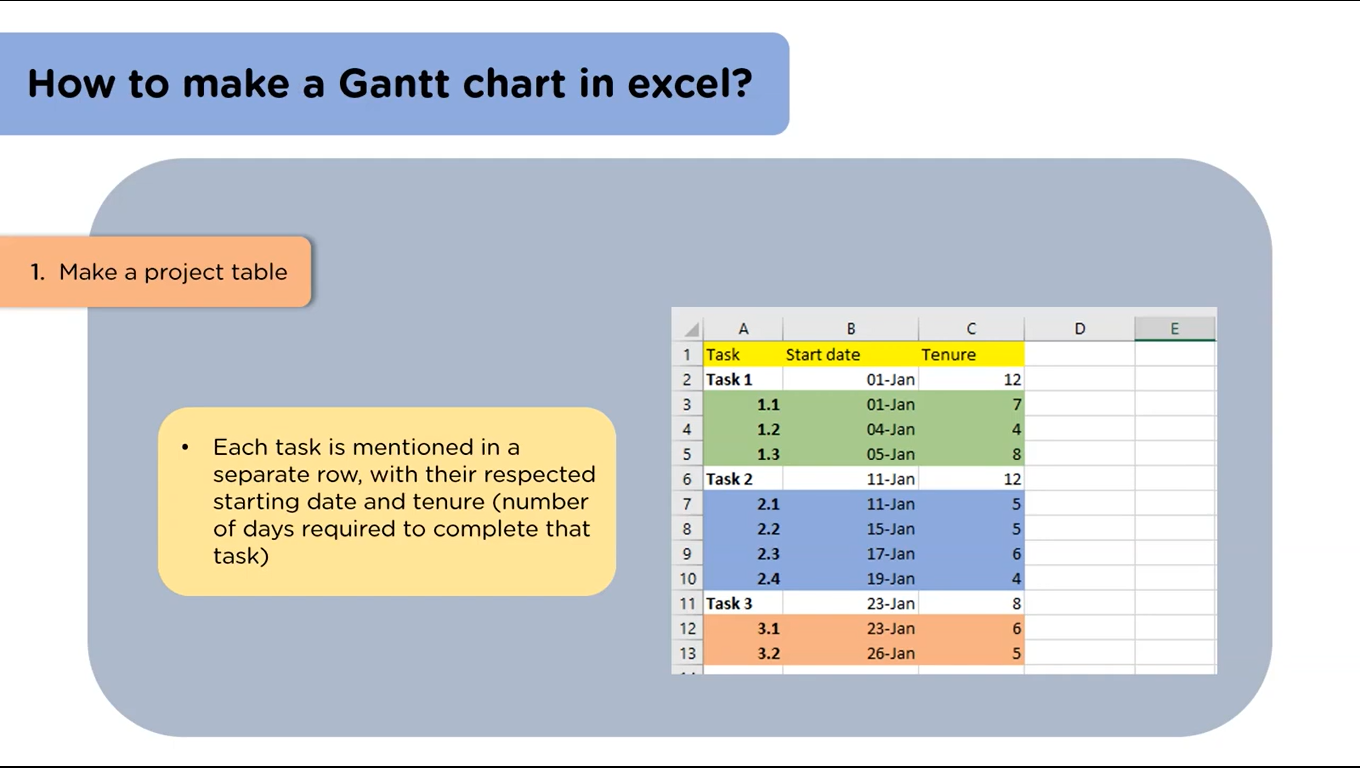 How to make a Gantt chart in excel?
1. Make a project table
• Each task is mentioned in a
separate row, with their respected
starting date and tenure (number
of days required to complete that
task)
A B C D E
1 Task Start date Tenure
2 Task 1 01-Jan 12
3 1.1 01-Jan 7
4 1.2 04-Jan 4
5 1.3 05-Jan 8
6 Task 2 11-Jan 12
7 2.1 11-Jan 5
8 2.2 15-Jan 5
9 2.3 17-Jan 6
10 2.4 19-Jan 4
11 Task 3 23-Jan 8
12 3.1 23-Jan 6
13 3.2 26-Jan 5